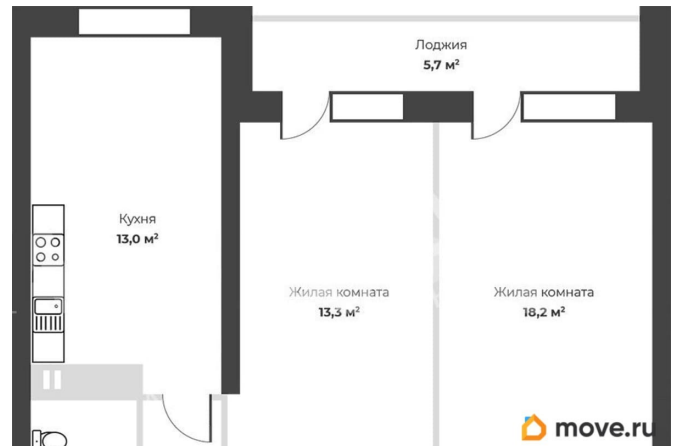 Лоджия
5,7 м²
Кухня
13,0 м²
Жилая комната
13,3 м²
Жилая комната
18,2 м²
move.ru